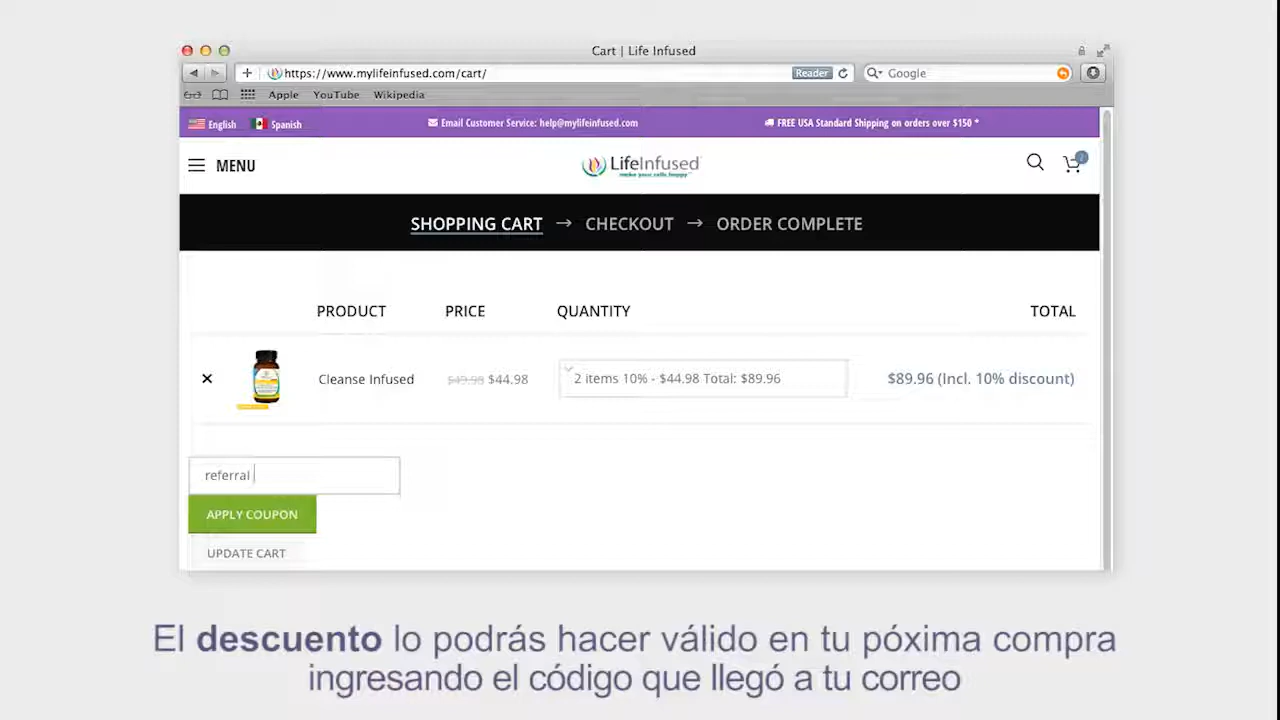 Cart | Life Infused
https://www.mylifeinfused.com/cart/
Reader
Google
Apple YouTube Wikipedia
English Spanish
Email Customer Service: help@mylifeinfused.com
FREE USA Standard Shipping on orders over $150 *
MENU
LifeInfused
make your cells happy
SHOPPING CART → CHECKOUT → ORDER COMPLETE
PRODUCT PRICE QUANTITY TOTAL
× Cleanse Infused $49.98 $44.98 2 items 10% - $44.98 Total: $89.96 $89.96 (Incl. 10% discount)
referral
APPLY COUPON
UPDATE CART
El descuento lo podrás hacer válido en tu póxima compra
ingresando el código que llegó a tu correo